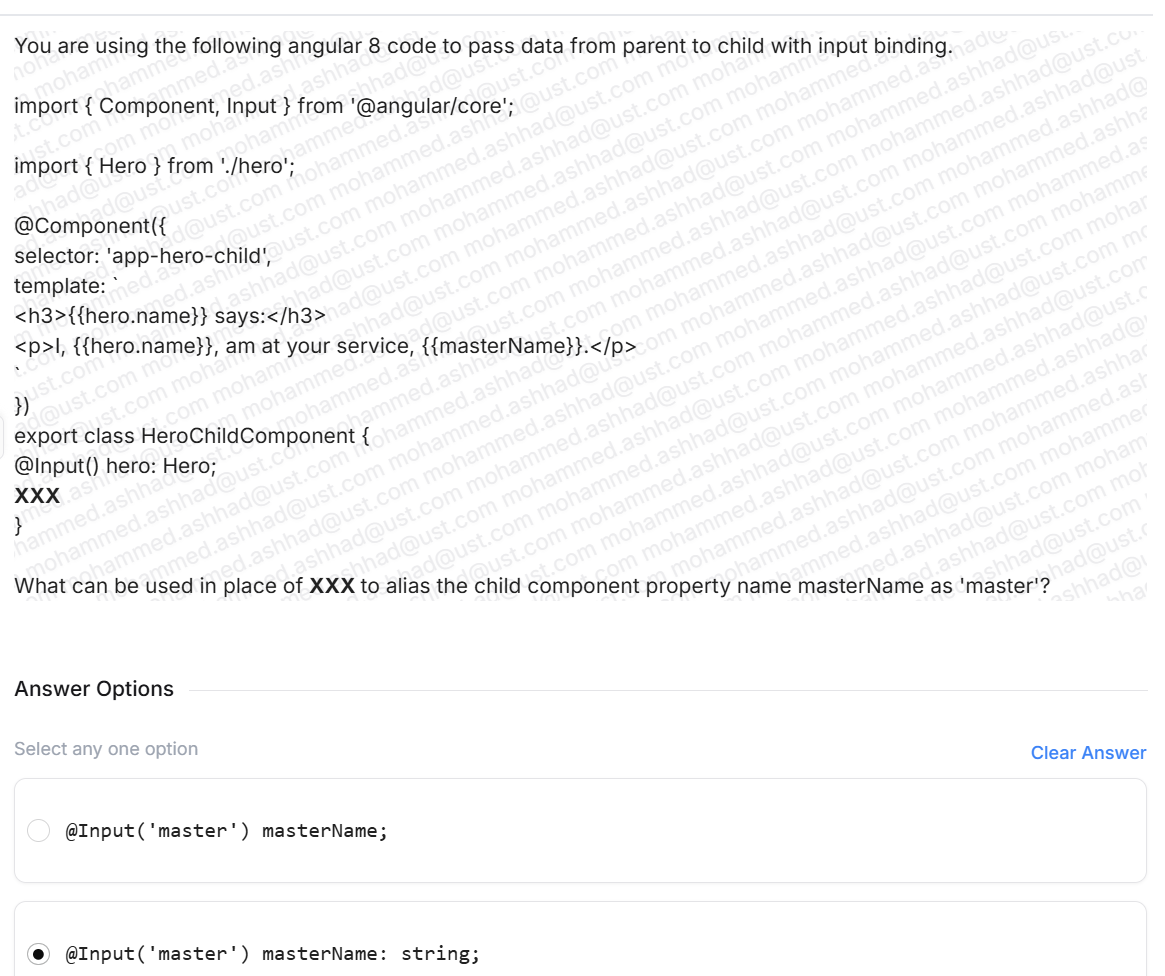 You are using the following angular 8 code to pass data from parent to child with input binding.
import { Component, Input } from '@angular/core';
import { Hero } from './hero';
@Component({
selector: 'app-hero-child',
template: `
<h3>{{hero.name}} says:</h3>
<p>I, {{hero.name}}, am at your service, {{masterName}}.</p>
`
})
export class HeroChildComponent {
@Input() hero: Hero;
XXX
}
What can be used in place of XXX to alias the child component property name masterName as 'master'?
Answer Options
Select any one option
Clear Answer
@Input('master') masterName;
@Input('master') masterName: string;